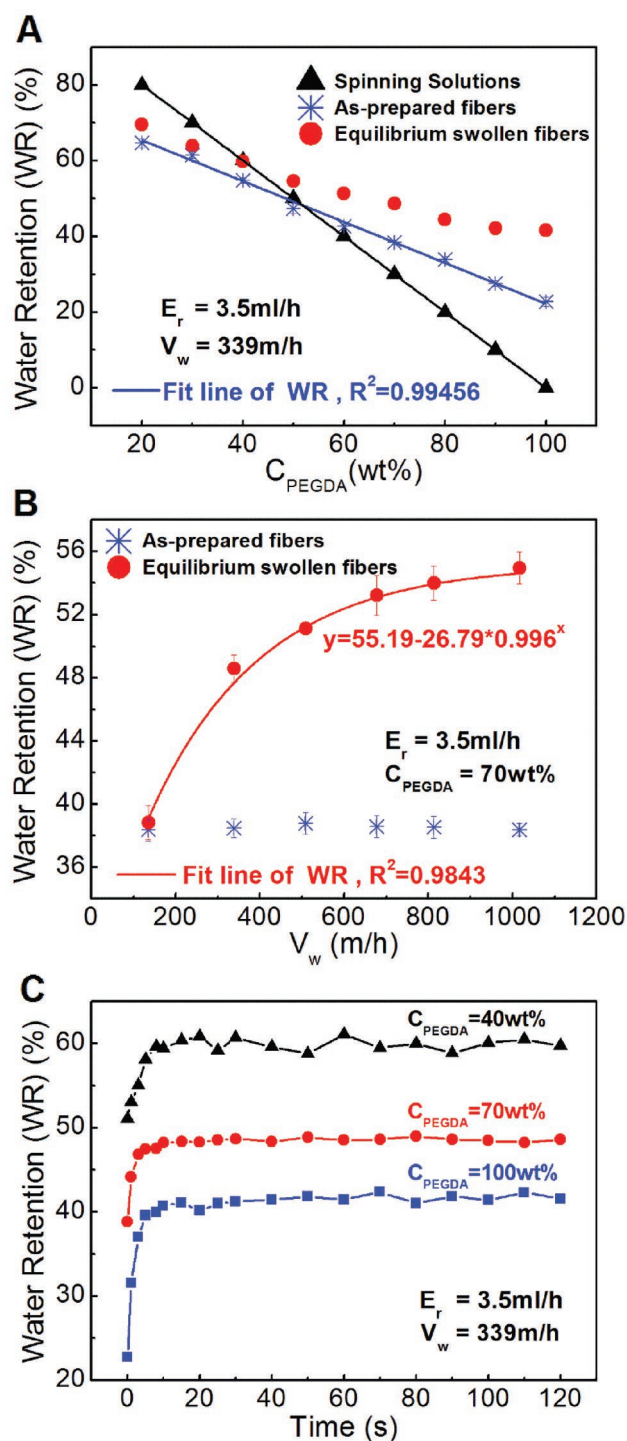 A
Water Retention (WR) (%)
80
60
40
20
0
Spinning Solutions
As-prepared fibers
Equilibrium swollen fibers
E_r = 3.5ml/h
V_w = 339m/h
Fit line of WR , R²=0.99456
20 30 40 50 60 70 80 90 100
C_PEGDA(wt%)
B
Water Retention (WR) (%)
56
52
48
44
40
36
As-prepared fibers
Equilibrium swollen fibers
y=55.19-26.79*0.996^x
E_r = 3.5ml/h
C_PEGDA = 70wt%
Fit line of WR , R²=0.9843
0 200 400 600 800 1000 1200
V_w (m/h)
C
Water Retention (WR) (%)
60
50
40
30
20
C_PEGDA=40wt%
C_PEGDA=70wt%
C_PEGDA=100wt%
E_r = 3.5ml/h
V_w = 339m/h
0 20 40 60 80 100 120
Time (s)